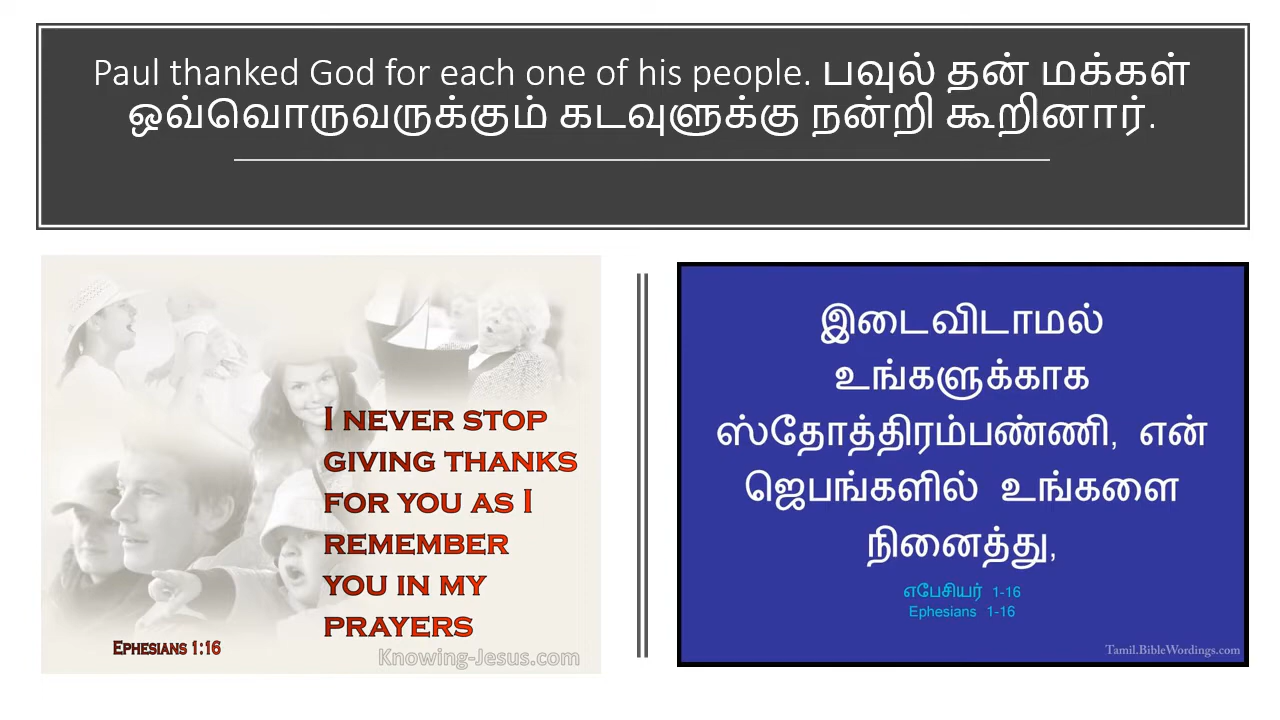 Paul thanked God for each one of his people. பவுல் தன் மக்கள்
ஒவ்வொருவருக்கும் கடவுளுக்கு நன்றி கூறினார்.
I NEVER STOP
GIVING THANKS
FOR YOU AS I
REMEMBER
YOU IN MY
PRAYERS
EPHESIANS 1:16
Knowing-Jesus.com
இடைவிடாமல்
உங்களுக்காக
ஸ்தோத்திரம்பண்ணி, என்
ஜெபங்களில் உங்களை
நினைத்து,
எபேசியர் 1-16
Ephesians 1-16
Tamil.BibleWordings.com